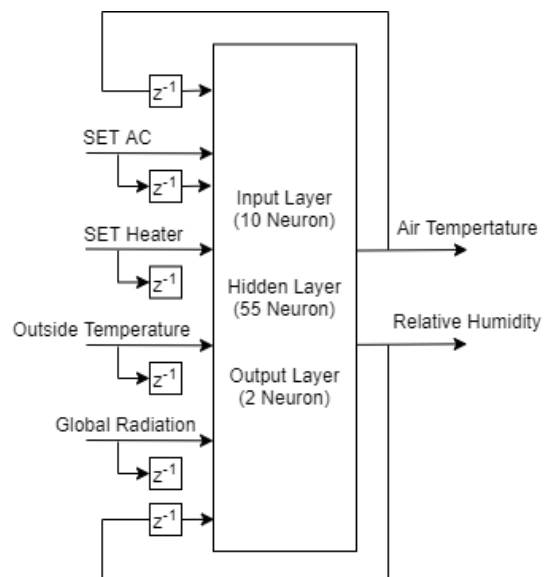 z⁻¹
SET AC
z⁻¹
SET Heater
z⁻¹
Outside Temperature
z⁻¹
Global Radiation
z⁻¹
z⁻¹
Input Layer
(10 Neuron)
Hidden Layer
(55 Neuron)
Output Layer
(2 Neuron)
Air Tempertature
Relative Humidity